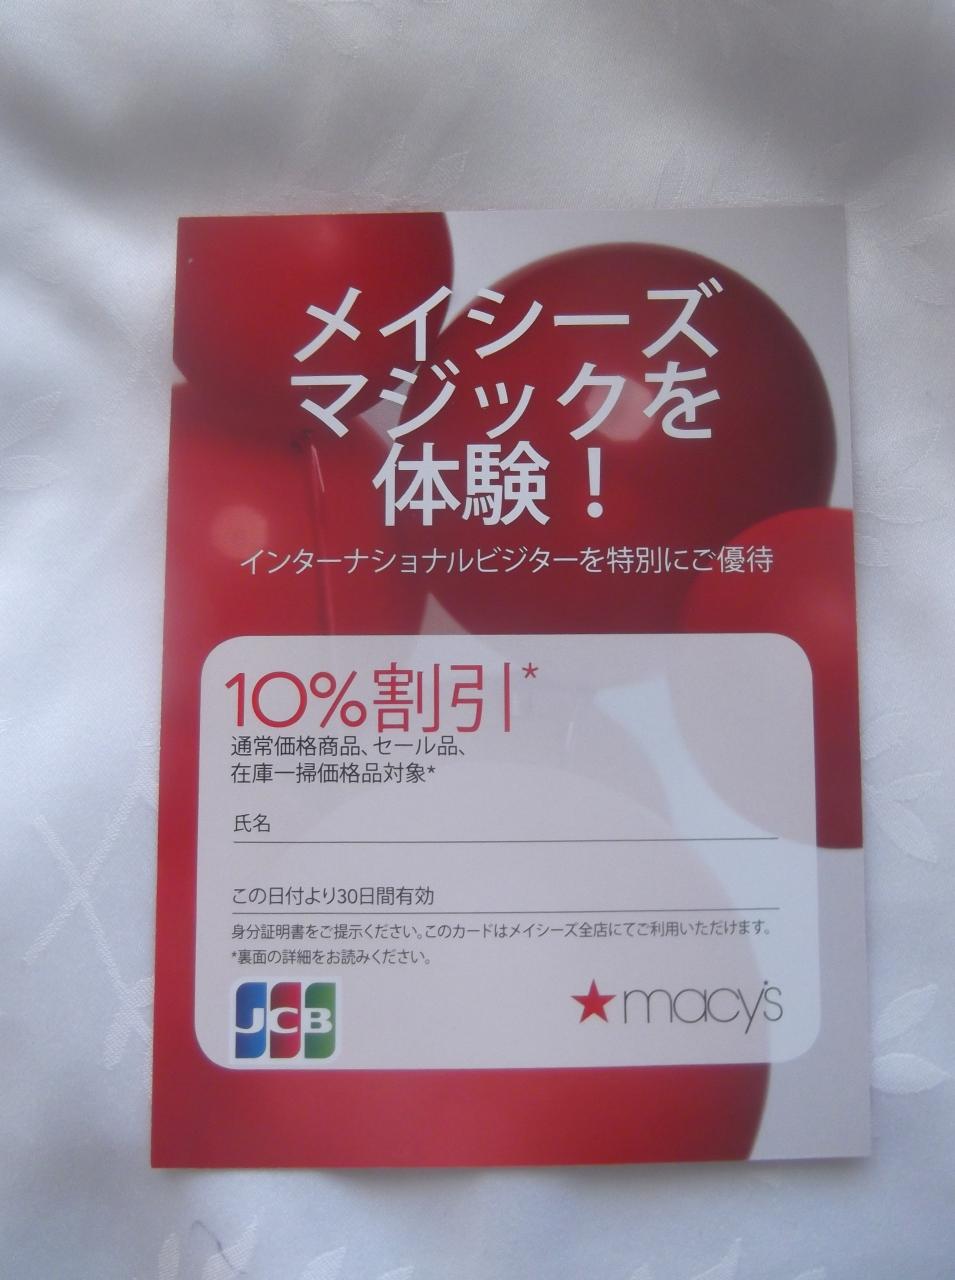 メイシーズ
マジックを
体験！
インターナショナルビジターを特別にご優待
10%割引*
通常価格商品、セール品、
在庫一掃価格品対象*
氏名
この日付より30日間有効
身分証明書をご提示ください。このカードはメイシーズ全店にてご利用いただけます。
*裏面の詳細をお読みください。
JCB
macy's